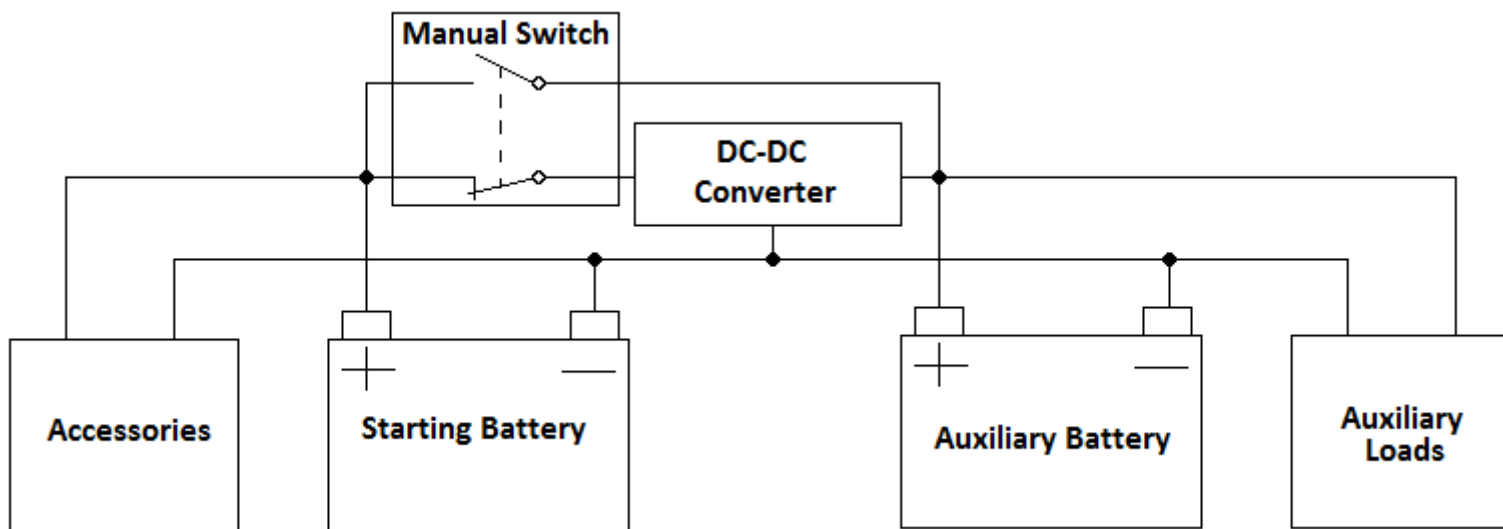 Manual Switch
DC-DC
Converter
+
—
+
—
Accessories
Starting Battery
Auxiliary Battery
Auxiliary
Loads